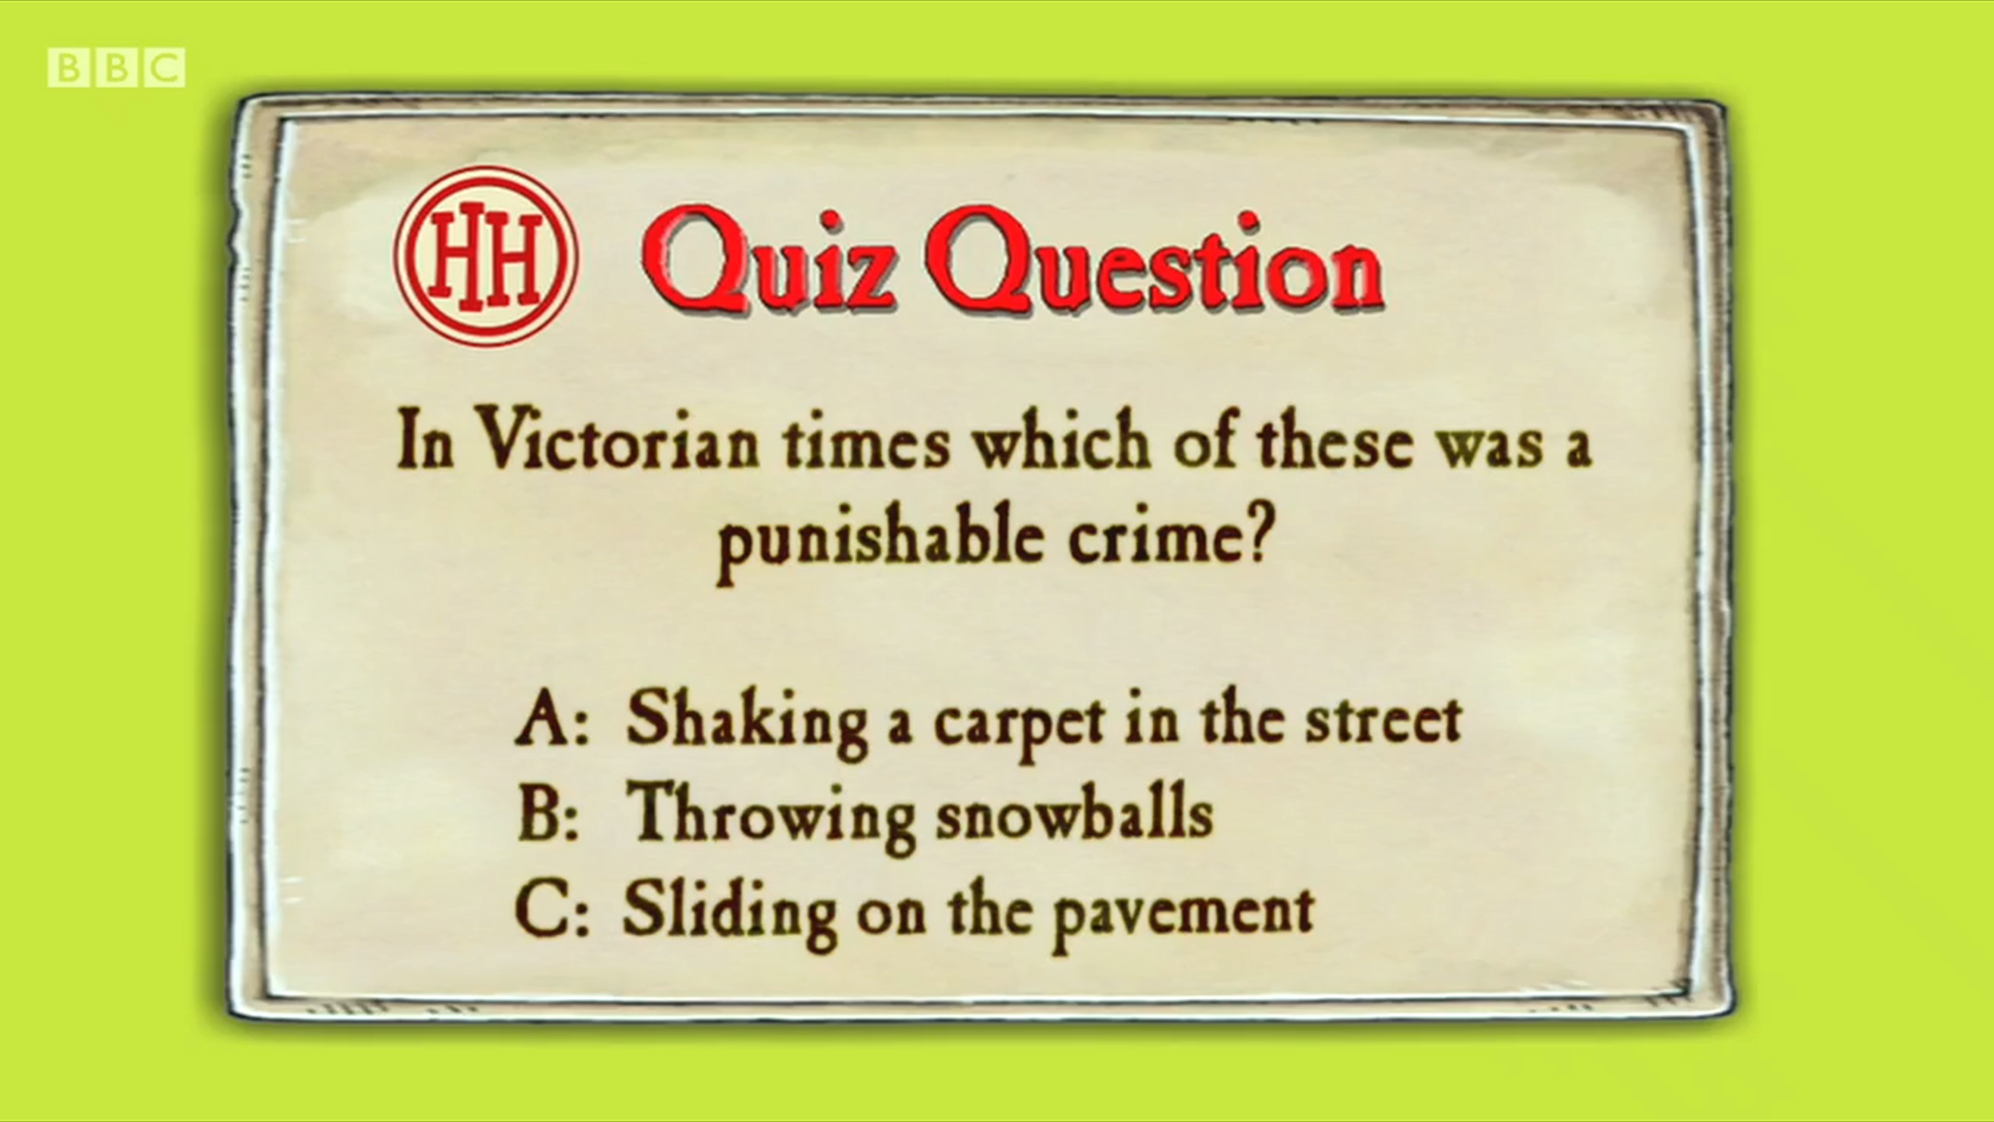 BBC
HH Quiz Question
In Victorian times which of these was a
punishable crime?
A: Shaking a carpet in the street
B: Throwing snowballs
C: Sliding on the pavement